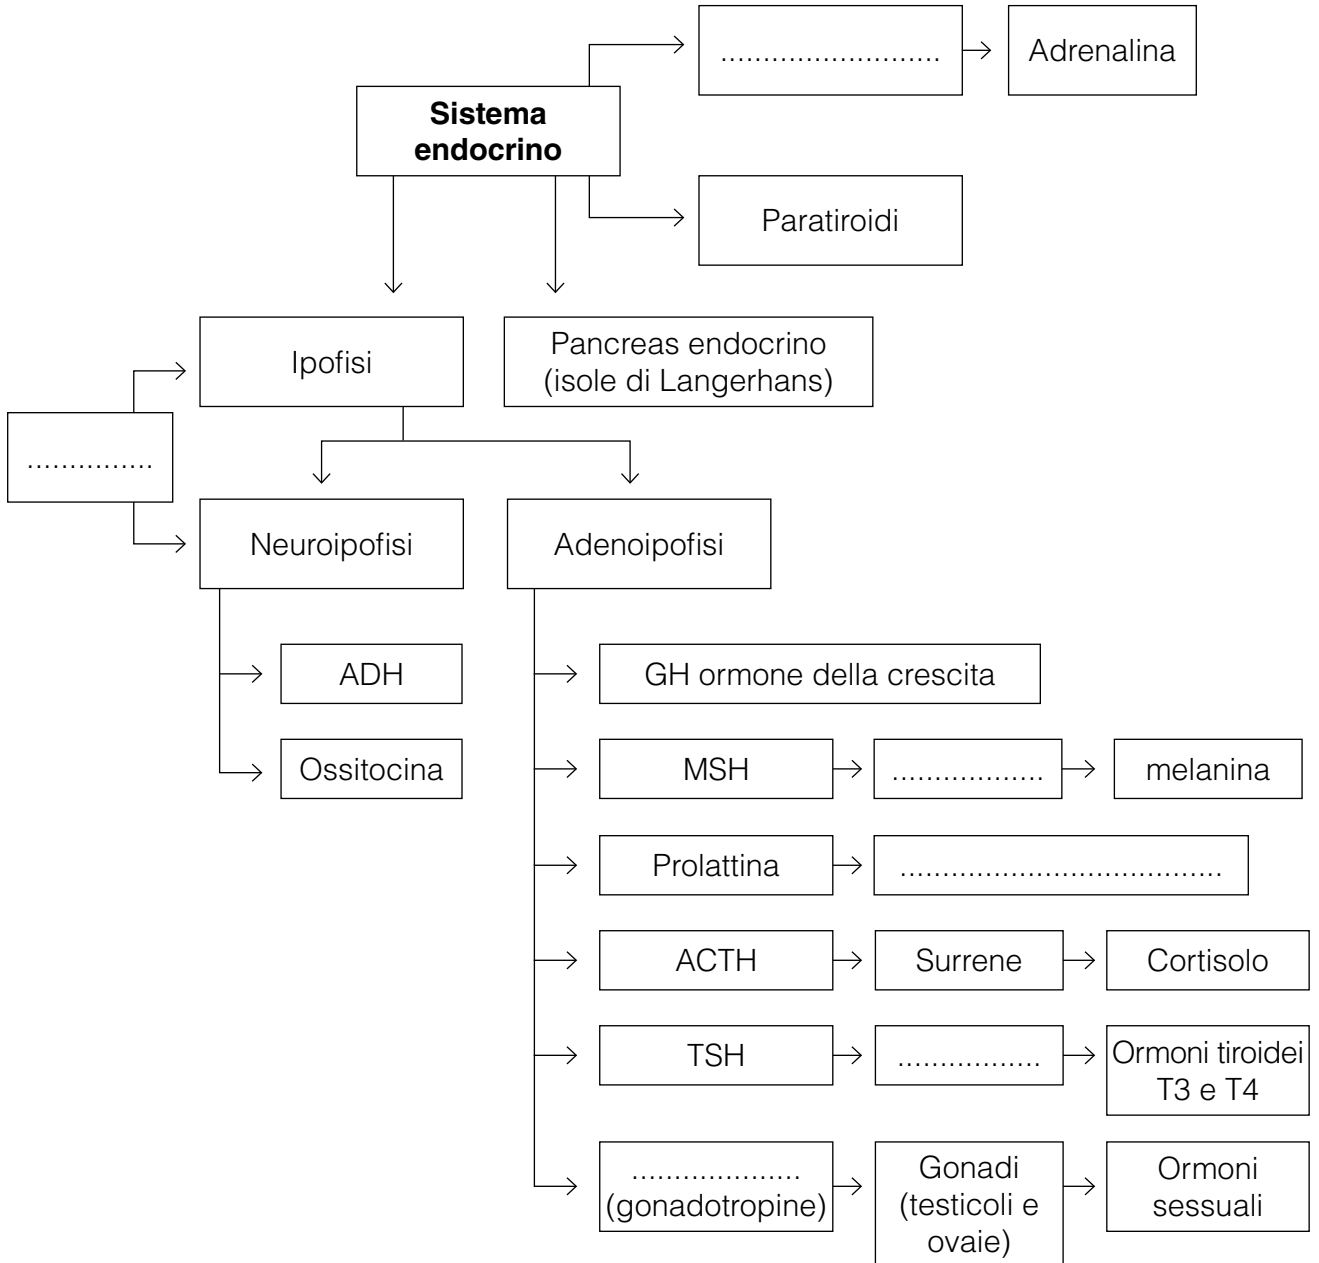 ..........................
Adrenalina
Sistema
endocrino
Paratiroidi
Ipofisi
Pancreas endocrino
(isole di Langerhans)
...............
Neuroipofisi
Adenoipofisi
ADH
GH ormone della crescita
Ossitocina
MSH
..................
melanina
Prolattina
......................................
ACTH
Surrene
Cortisolo
TSH
.................
Ormoni tiroidei
T3 e T4
....................
(gonadotropine)
Gonadi
(testicoli e
ovaie)
Ormoni
sessuali